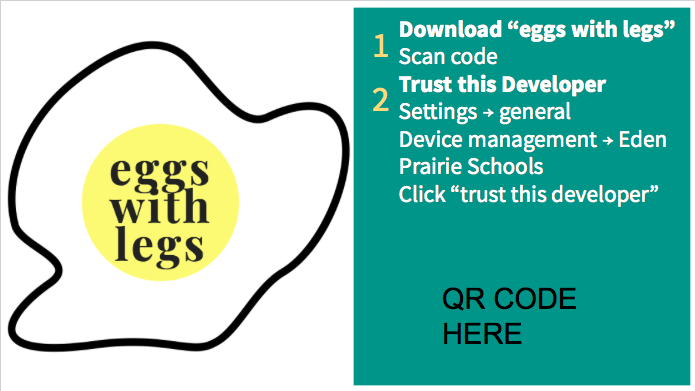 eggs
with
legs
1 Download “eggs with legs”
Scan code
2 Trust this Developer
Settings → general
Device management → Eden
Prairie Schools
Click “trust this developer”
QR CODE
HERE